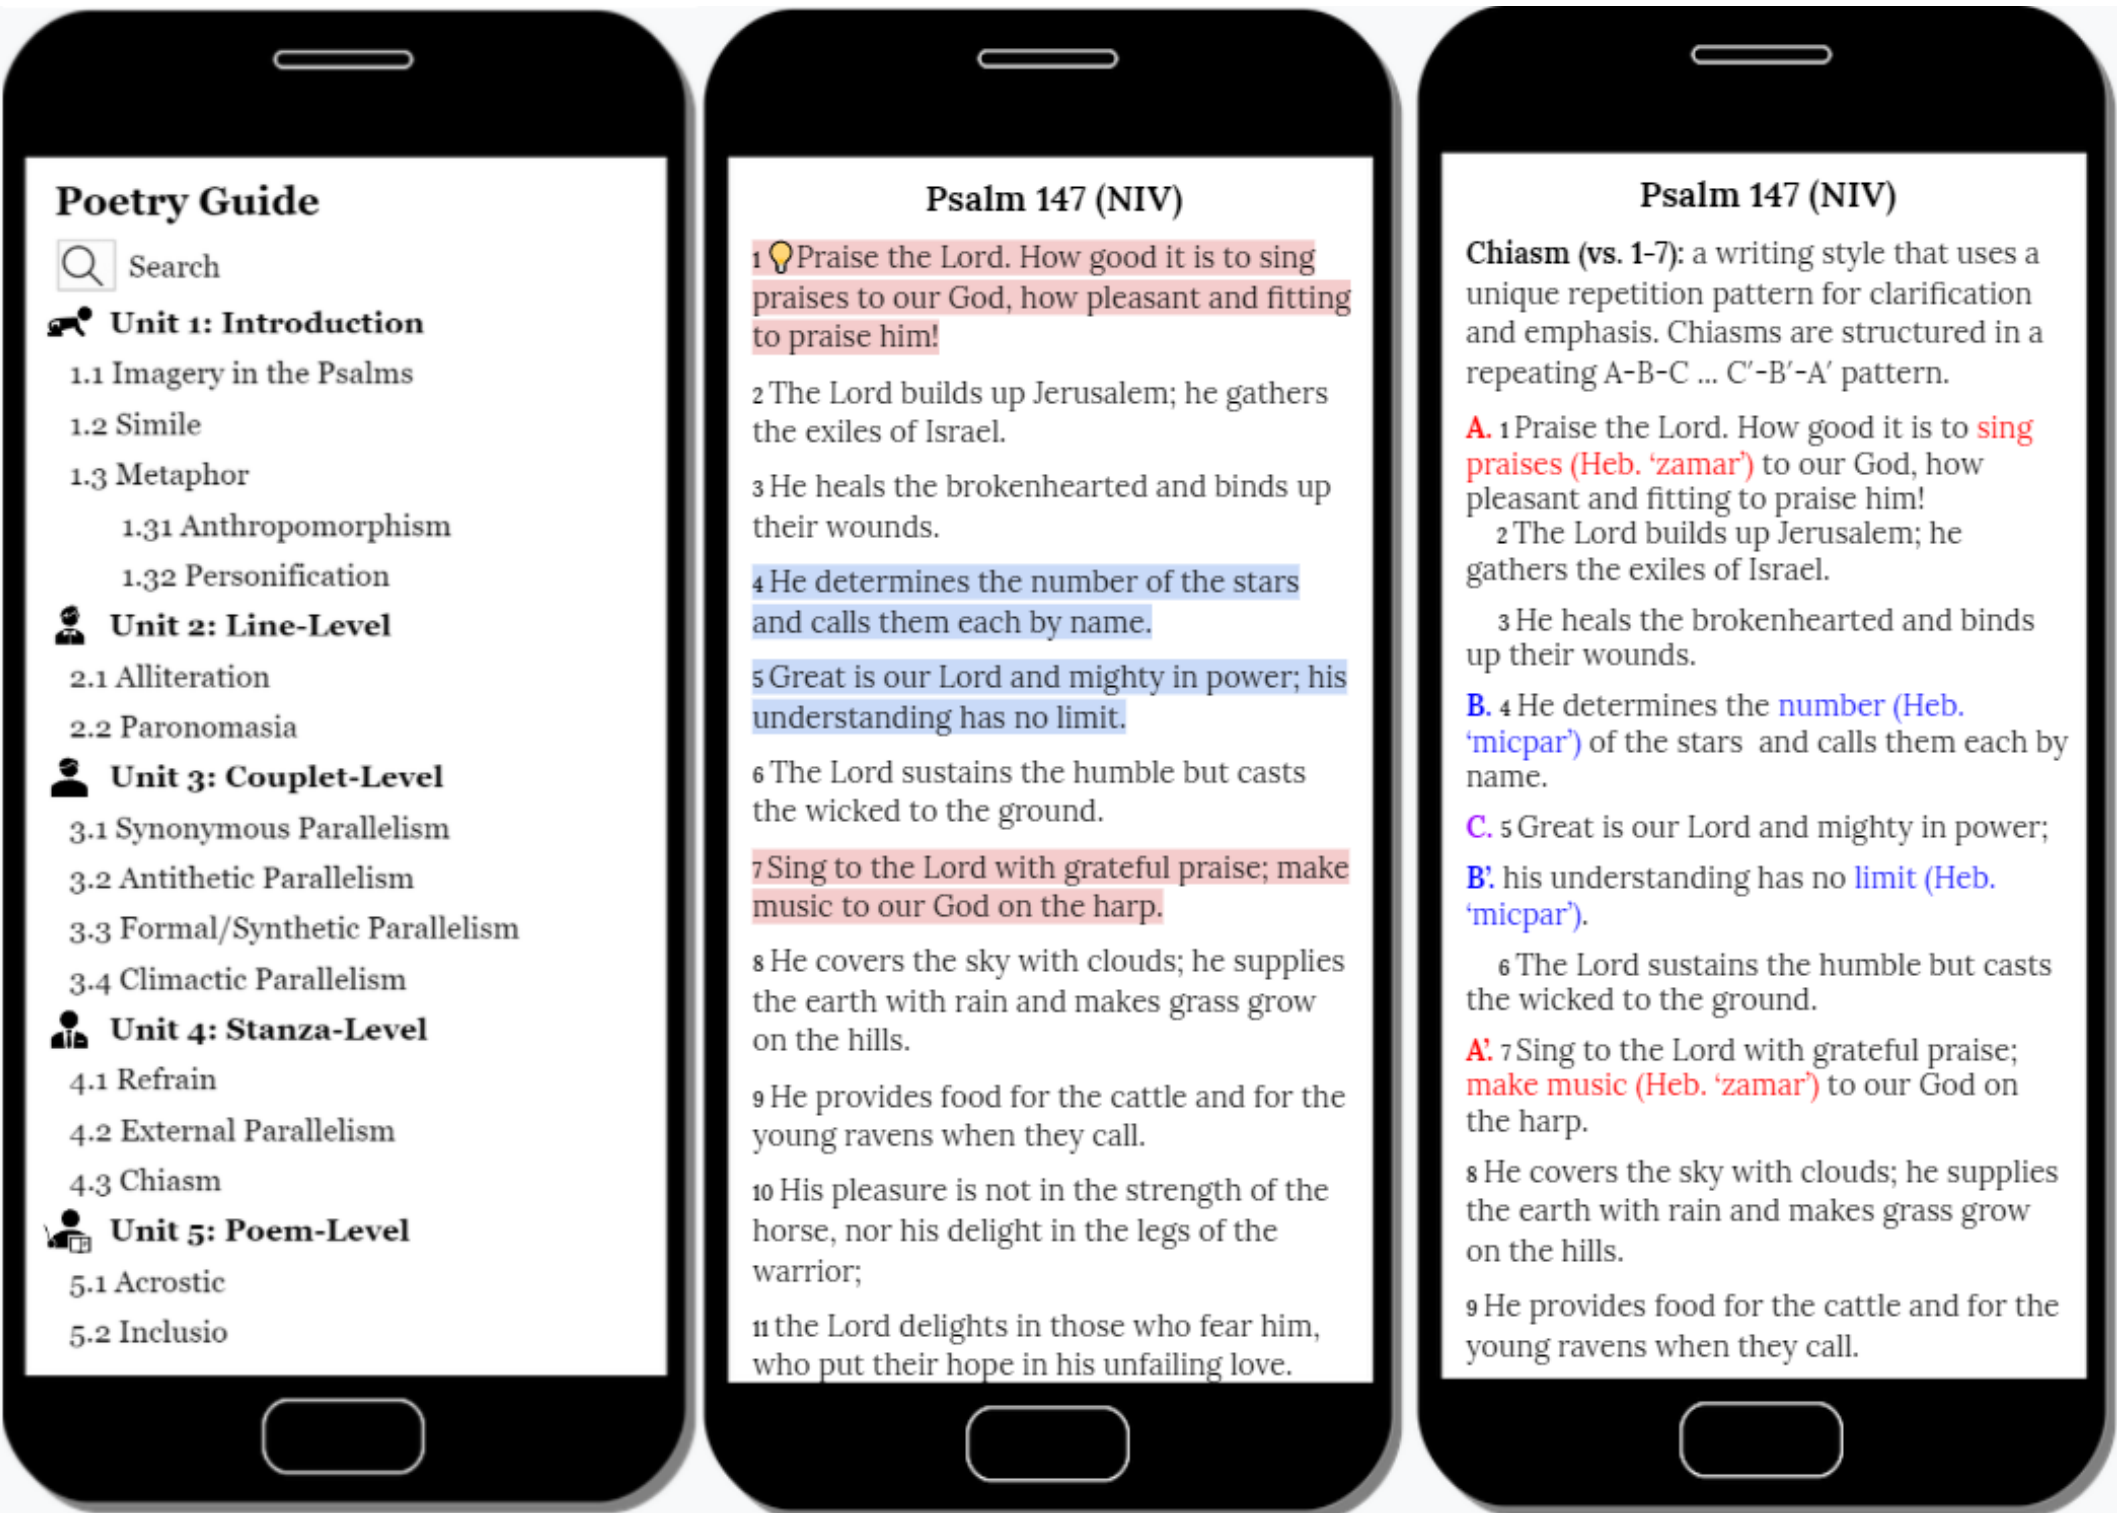 Poetry Guide
Search
Unit 1: Introduction
1.1 Imagery in the Psalms
1.2 Simile
1.3 Metaphor
1.31 Anthropomorphism
1.32 Personification
Unit 2: Line-Level
2.1 Alliteration
2.2 Paronomasia
Unit 3: Couplet-Level
3.1 Synonymous Parallelism
3.2 Antithetic Parallelism
3.3 Formal/Synthetic Parallelism
3.4 Climactic Parallelism
Unit 4: Stanza-Level
4.1 Refrain
4.2 External Parallelism
4.3 Chiasm
Unit 5: Poem-Level
5.1 Acrostic
5.2 Inclusio
Psalm 147 (NIV)
1 💡Praise the Lord. How good it is to sing
praises to our God, how pleasant and fitting
to praise him!
2 The Lord builds up Jerusalem; he gathers
the exiles of Israel.
3 He heals the brokenhearted and binds up
their wounds.
4 He determines the number of the stars
and calls them each by name.
5 Great is our Lord and mighty in power; his
understanding has no limit.
6 The Lord sustains the humble but casts
the wicked to the ground.
7 Sing to the Lord with grateful praise; make
music to our God on the harp.
8 He covers the sky with clouds; he supplies
the earth with rain and makes grass grow
on the hills.
9 He provides food for the cattle and for the
young ravens when they call.
10 His pleasure is not in the strength of the
horse, nor his delight in the legs of the
warrior;
11 the Lord delights in those who fear him,
who put their hope in his unfailing love.
Psalm 147 (NIV)
Chiasm (vs. 1-7): a writing style that uses a
unique repetition pattern for clarification
and emphasis. Chiasms are structured in a
repeating A-B-C ... C′-B′-A′ pattern.
A. 1 Praise the Lord. How good it is to sing
praises (Heb. ‘zamar’) to our God, how
pleasant and fitting to praise him!
2 The Lord builds up Jerusalem; he
gathers the exiles of Israel.
3 He heals the brokenhearted and binds
up their wounds.
B. 4 He determines the number (Heb.
‘micpar’) of the stars and calls them each by
name.
C. 5 Great is our Lord and mighty in power;
B’. his understanding has no limit (Heb.
‘micpar’).
6 The Lord sustains the humble but casts
the wicked to the ground.
A’. 7 Sing to the Lord with grateful praise;
make music (Heb. ‘zamar’) to our God on
the harp.
8 He covers the sky with clouds; he supplies
the earth with rain and makes grass grow
on the hills.
9 He provides food for the cattle and for the
young ravens when they call.